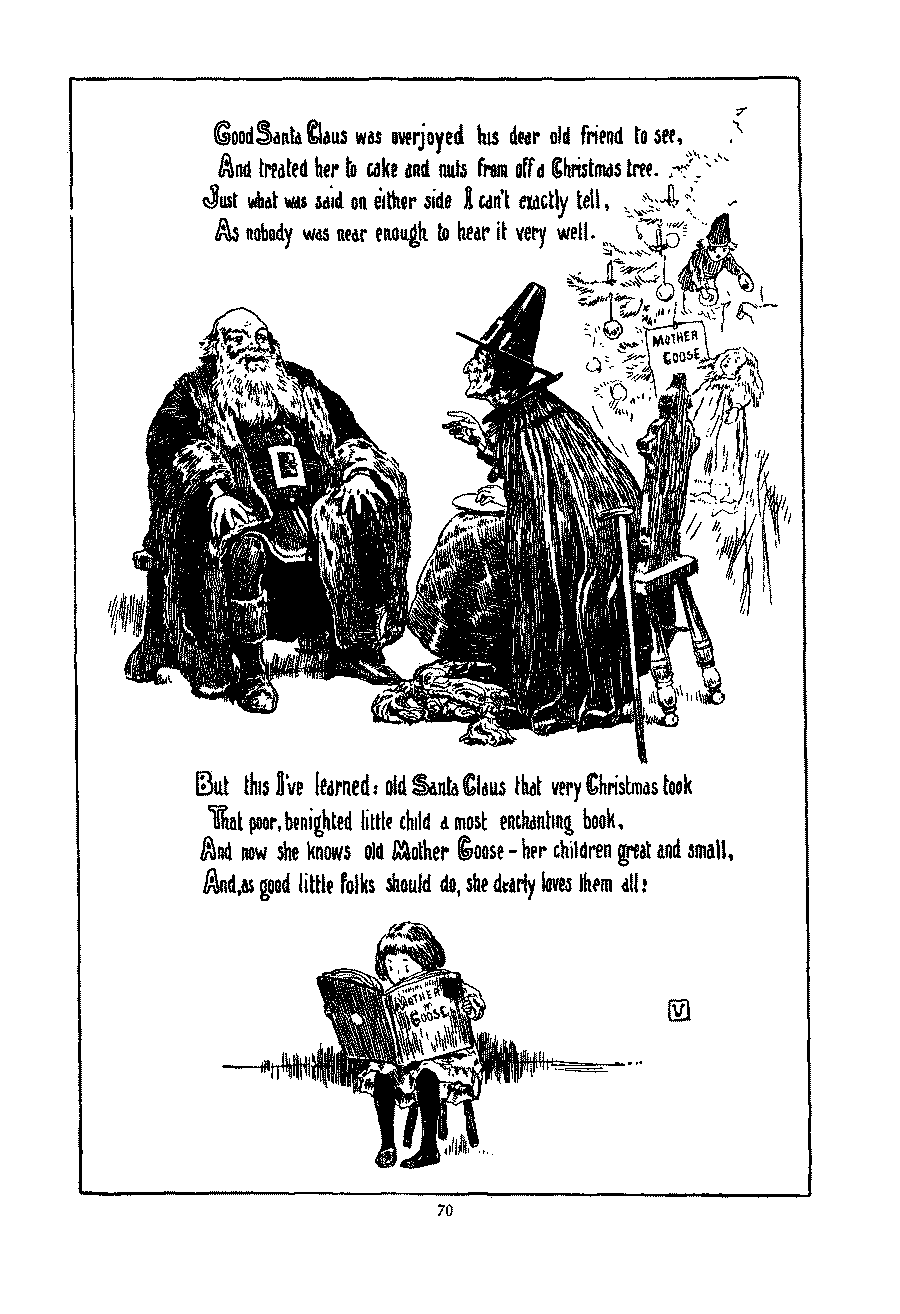 Good Santa Claus was overjoyed his dear old friend to see,
And treated her to cake and nuts from off a Christmas tree.
Just what was said on either side I can't exactly tell,
As nobody was near enough to hear it very well.
MOTHER
GOOSE
But this I've learned: old Santa Claus that very Christmas took
That poor, benighted little child a most enchanting book,
And now she knows old Mother Goose - her children great and small,
And, as good little folks should do, she dearly loves them all!
MOTHER
GOOSE
V
70